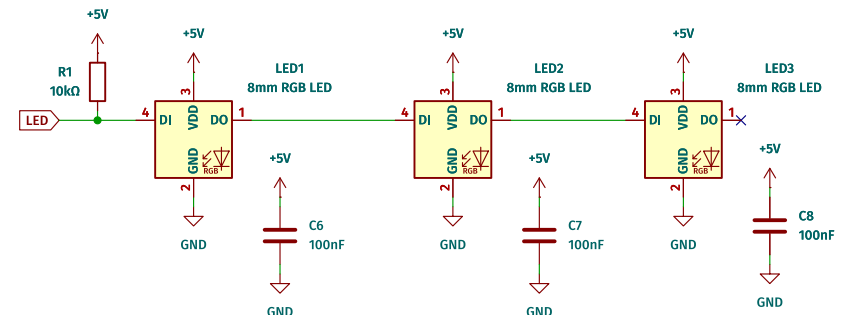 +5V
+5V
+5V
+5V
R1
10kΩ
LED1
8mm RGB LED
LED2
8mm RGB LED
LED3
8mm RGB LED
3
3
3
LED
4
DI
VDD
DO
1
4
DI
VDD
DO
1
4
DI
VDD
DO
1
GND
RGB
GND
RGB
GND
RGB
2
2
2
+5V
+5V
+5V
C6
100nF
C7
100nF
C8
100nF
GND
GND
GND
GND
GND
GND